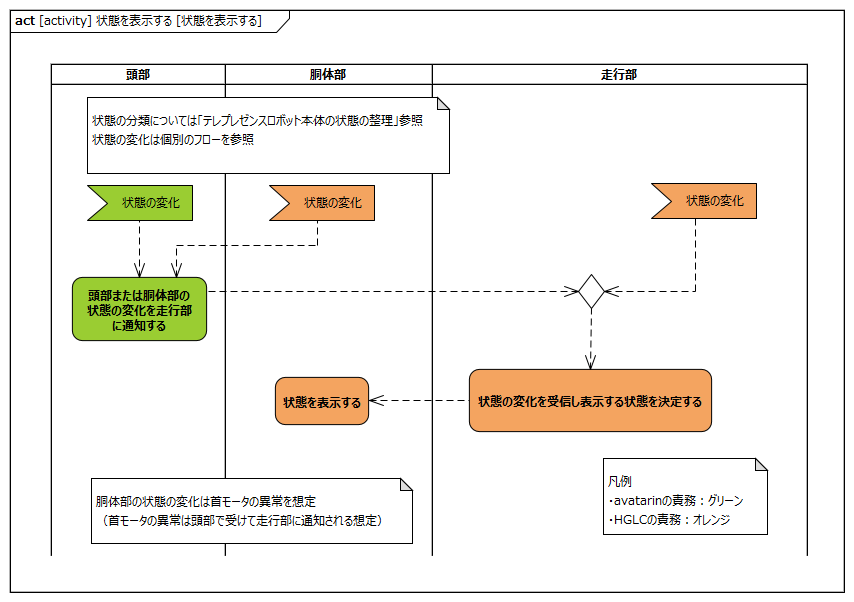 act [activity] 状態を表示する [状態を表示する]
頭部
胴体部
走行部
状態の分類については「テレプレゼンスロボット本体の状態の整理」参照
状態の変化は個別のフローを参照
状態の変化
状態の変化
状態の変化
頭部または胴体部の
状態の変化を走行部
に通知する
状態を表示する
状態の変化を受信し表示する状態を決定する
胴体部の状態の変化は首モータの異常を想定
（首モータの異常は頭部で受けて走行部に通知される想定）
凡例
・avatarinの責務：グリーン
・HGLCの責務：オレンジ